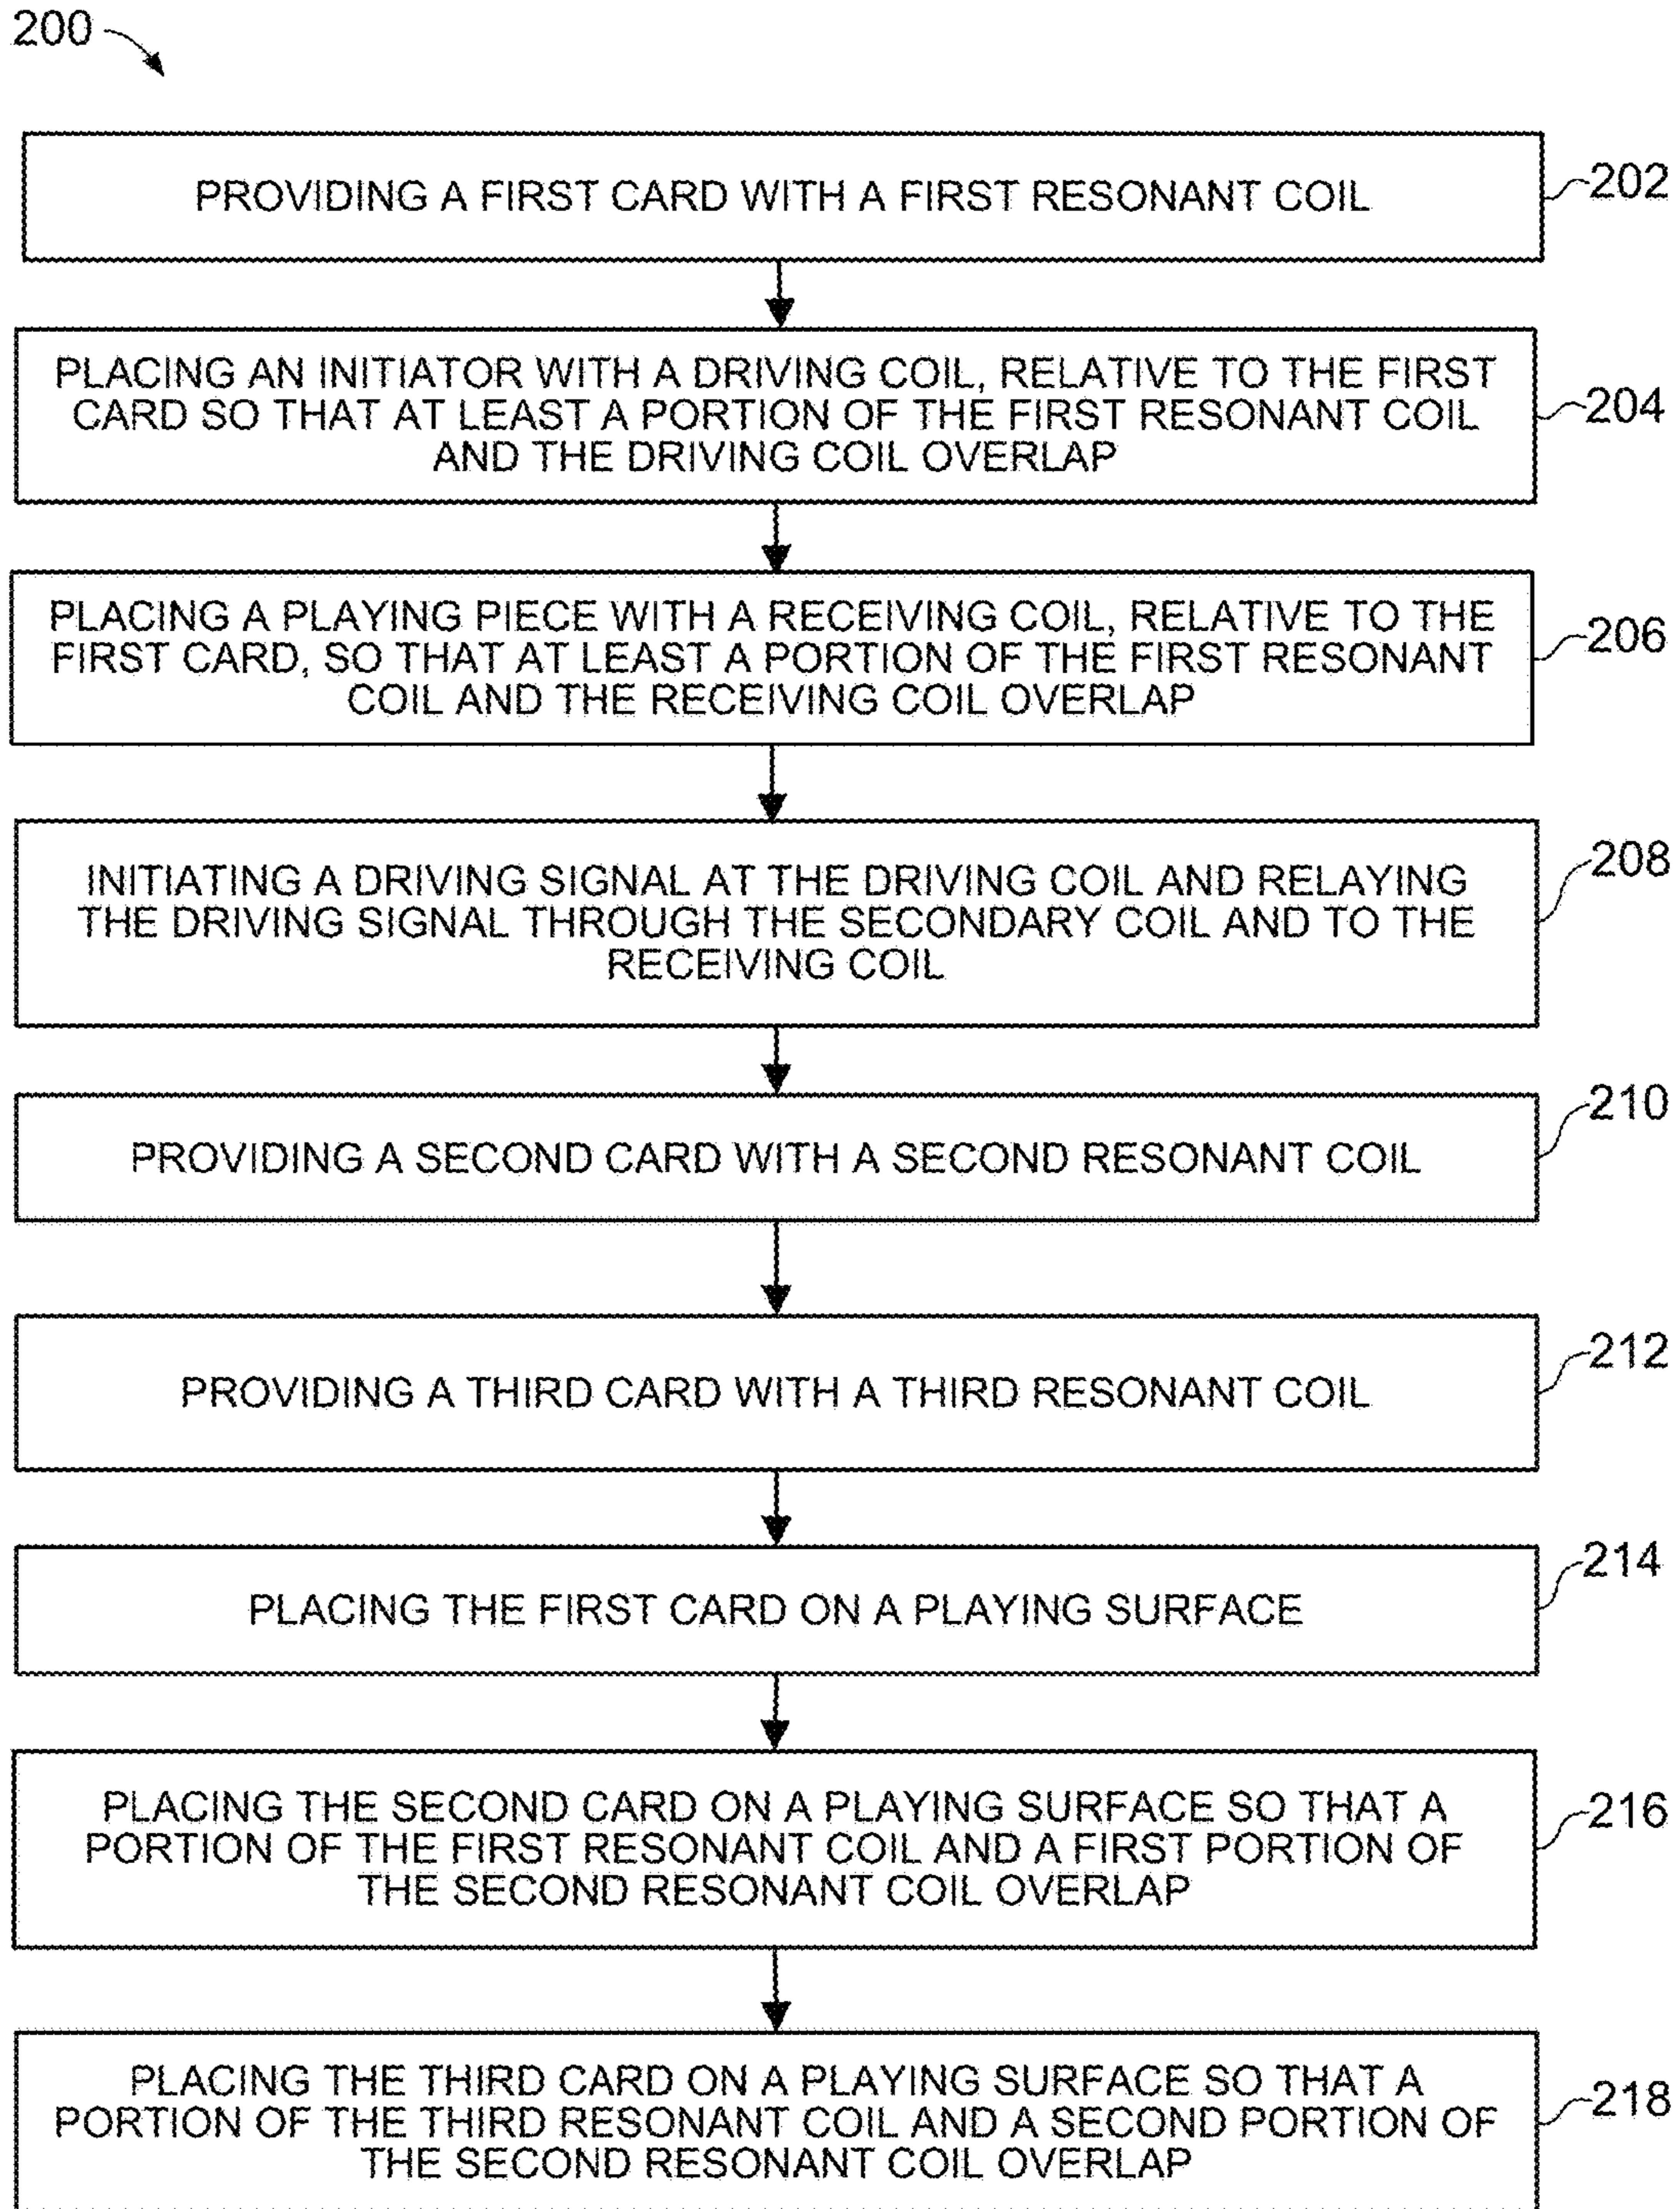 200
PROVIDING A FIRST CARD WITH A FIRST RESONANT COIL
202
PLACING AN INITIATOR WITH A DRIVING COIL, RELATIVE TO THE FIRST
CARD SO THAT AT LEAST A PORTION OF THE FIRST RESONANT COIL
AND THE DRIVING COIL OVERLAP
204
PLACING A PLAYING PIECE WITH A RECEIVING COIL, RELATIVE TO THE
FIRST CARD, SO THAT AT LEAST A PORTION OF THE FIRST RESONANT
COIL AND THE RECEIVING COIL OVERLAP
206
INITIATING A DRIVING SIGNAL AT THE DRIVING COIL AND RELAYING
THE DRIVING SIGNAL THROUGH THE SECONDARY COIL AND TO THE
RECEIVING COIL
208
PROVIDING A SECOND CARD WITH A SECOND RESONANT COIL
210
PROVIDING A THIRD CARD WITH A THIRD RESONANT COIL
212
PLACING THE FIRST CARD ON A PLAYING SURFACE
214
PLACING THE SECOND CARD ON A PLAYING SURFACE SO THAT A
PORTION OF THE FIRST RESONANT COIL AND A FIRST PORTION OF
THE SECOND RESONANT COIL OVERLAP
216
PLACING THE THIRD CARD ON A PLAYING SURFACE SO THAT A
PORTION OF THE THIRD RESONANT COIL AND A SECOND PORTION OF
THE SECOND RESONANT COIL OVERLAP
218